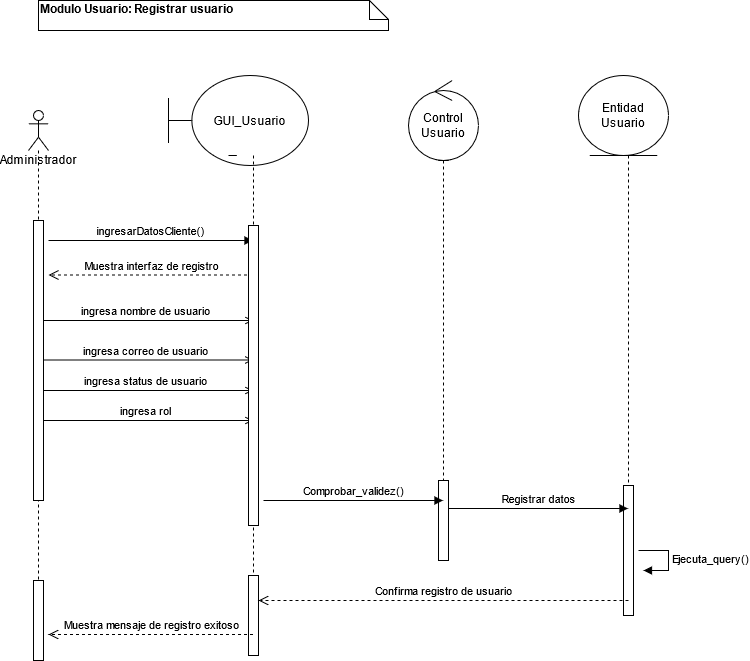 Modulo Usuario: Registrar usuario
Administrador
GUI_Usuario
Control
Usuario
Entidad
Usuario
ingresarDatosCliente()
Muestra interfaz de registro
ingresa nombre de usuario
ingresa correo de usuario
ingresa status de usuario
ingresa rol
Comprobar_validez()
Registrar datos
Ejecuta_query()
Confirma registro de usuario
Muestra mensaje de registro exitoso